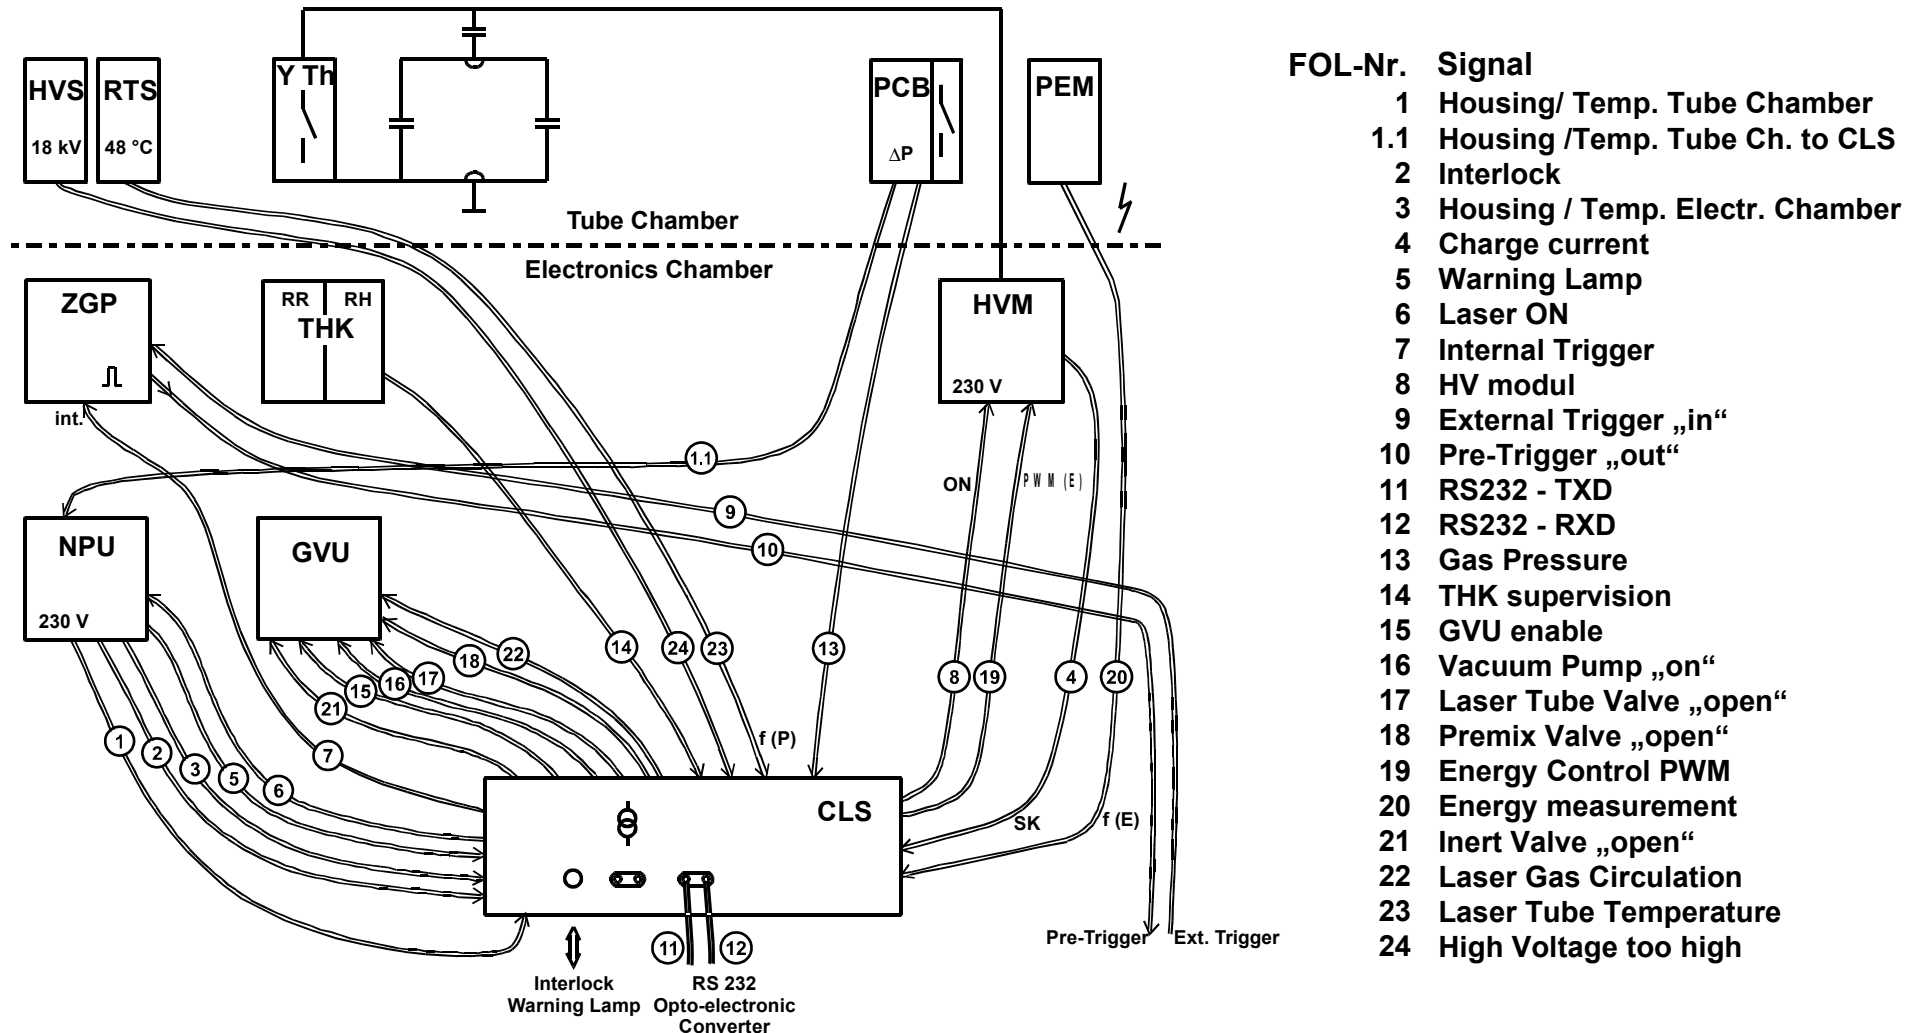 HVS
18 kV
RTS
48 °C
Y Th
PCB
∆P
PEM
Tube Chamber
Electronics Chamber
ZGP
int.
RR RH
THK
HVM
230 V
1.1
ON
PWM (E)
9
10
NPU
230 V
GVU
14
24
23
13
22
18
17
16
15
21
8
19
4
20
1
2
3
5
6
7
f (P)
CLS
SK
f (E)
11
12
Pre-Trigger
Ext. Trigger
Interlock
Warning Lamp
RS 232
Opto-electronic
Converter
FOL-Nr. Signal
1 Housing/ Temp. Tube Chamber
1.1 Housing /Temp. Tube Ch. to CLS
2 Interlock
3 Housing / Temp. Electr. Chamber
4 Charge current
5 Warning Lamp
6 Laser ON
7 Internal Trigger
8 HV modul
9 External Trigger „in“
10 Pre-Trigger „out“
11 RS232 - TXD
12 RS232 - RXD
13 Gas Pressure
14 THK supervision
15 GVU enable
16 Vacuum Pump „on“
17 Laser Tube Valve „open“
18 Premix Valve „open“
19 Energy Control PWM
20 Energy measurement
21 Inert Valve „open“
22 Laser Gas Circulation
23 Laser Tube Temperature
24 High Voltage too high